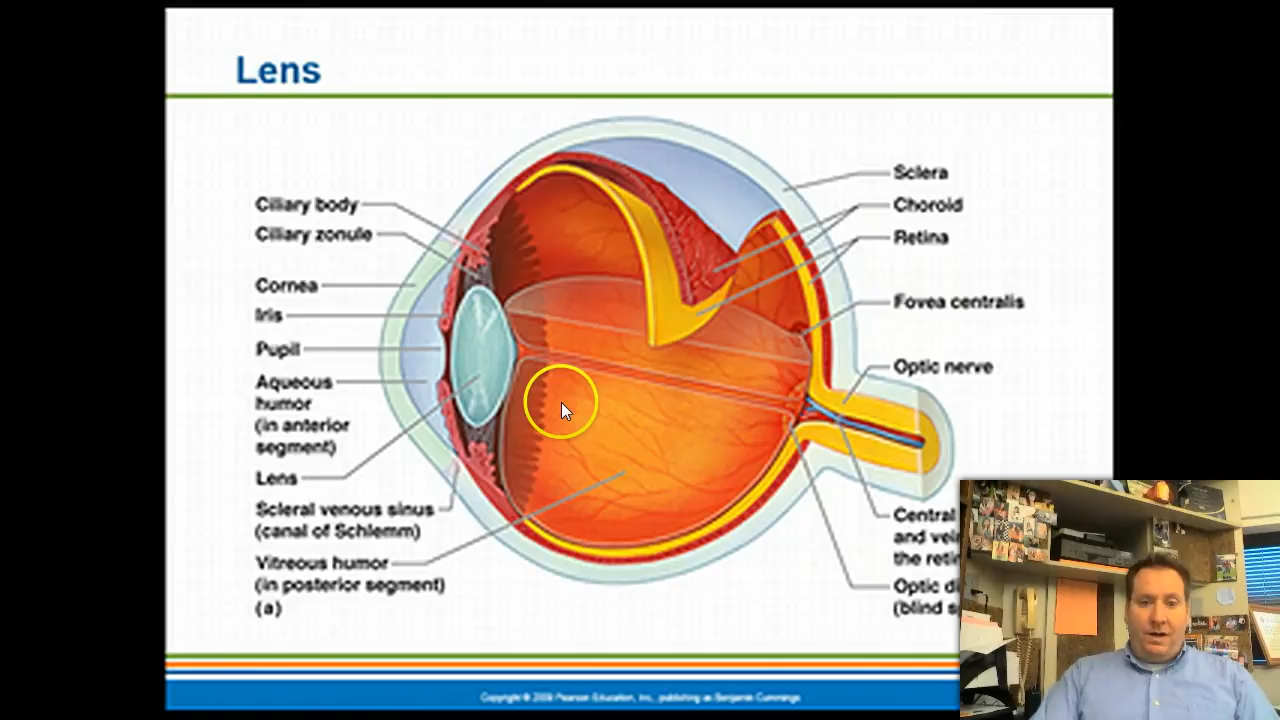 Lens
Ciliary body
Ciliary zonule
Cornea
Iris
Pupil
Aqueous
humor
(in anterior
segment)
Lens
Scleral venous sinus
(canal of Schlemm)
Vitreous humor
(in posterior segment)
(a)
Sclera
Choroid
Retina
Fovea centralis
Optic nerve
Central
and vei
the reti
Optic di
(blind s
Copyright © 2009 Pearson Education, Inc., publishing as Benjamin Cummings